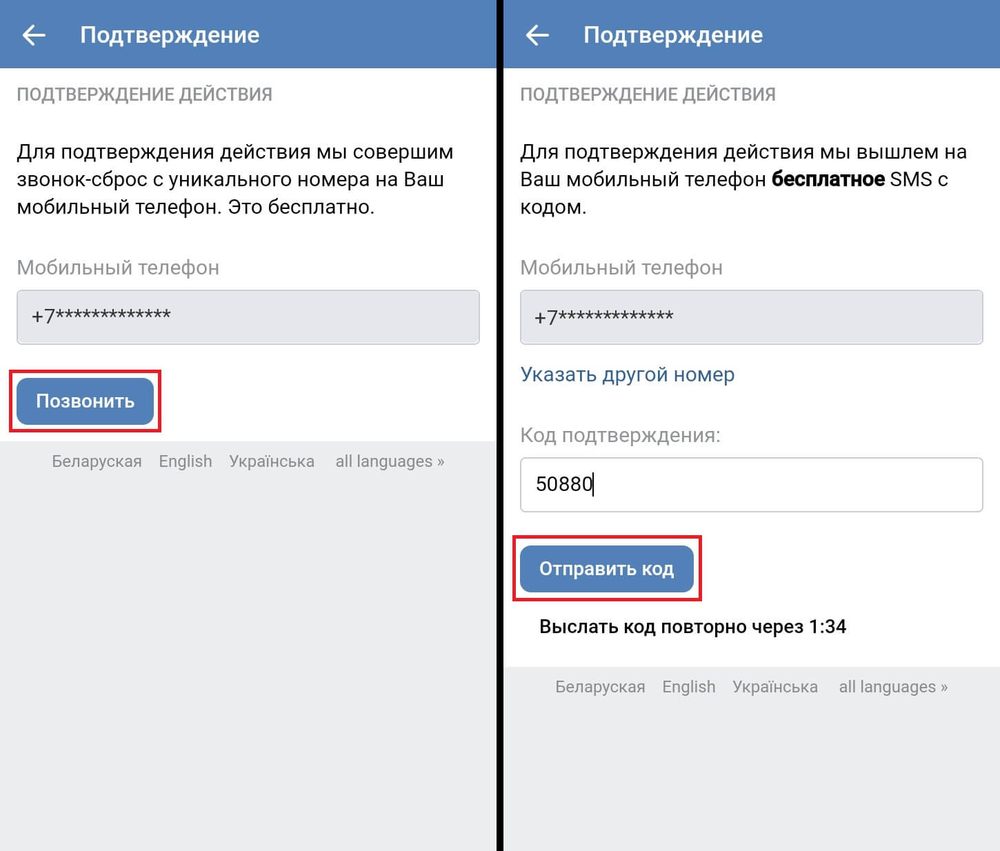 Подтверждение
ПОДТВЕРЖДЕНИЕ ДЕЙСТВИЯ
Для подтверждения действия мы совершим
звонок-сброс с уникального номера на Ваш
мобильный телефон. Это бесплатно.
Мобильный телефон
+7*************
Позвонить
Беларуская English Українська all languages »
Подтверждение
ПОДТВЕРЖДЕНИЕ ДЕЙСТВИЯ
Для подтверждения действия мы вышлем на
Ваш мобильный телефон бесплатное SMS с
кодом.
Мобильный телефон
+7*************
Указать другой номер
Код подтверждения:
50880
Отправить код
Выслать код повторно через 1:34
Беларуская English Українська all languages »